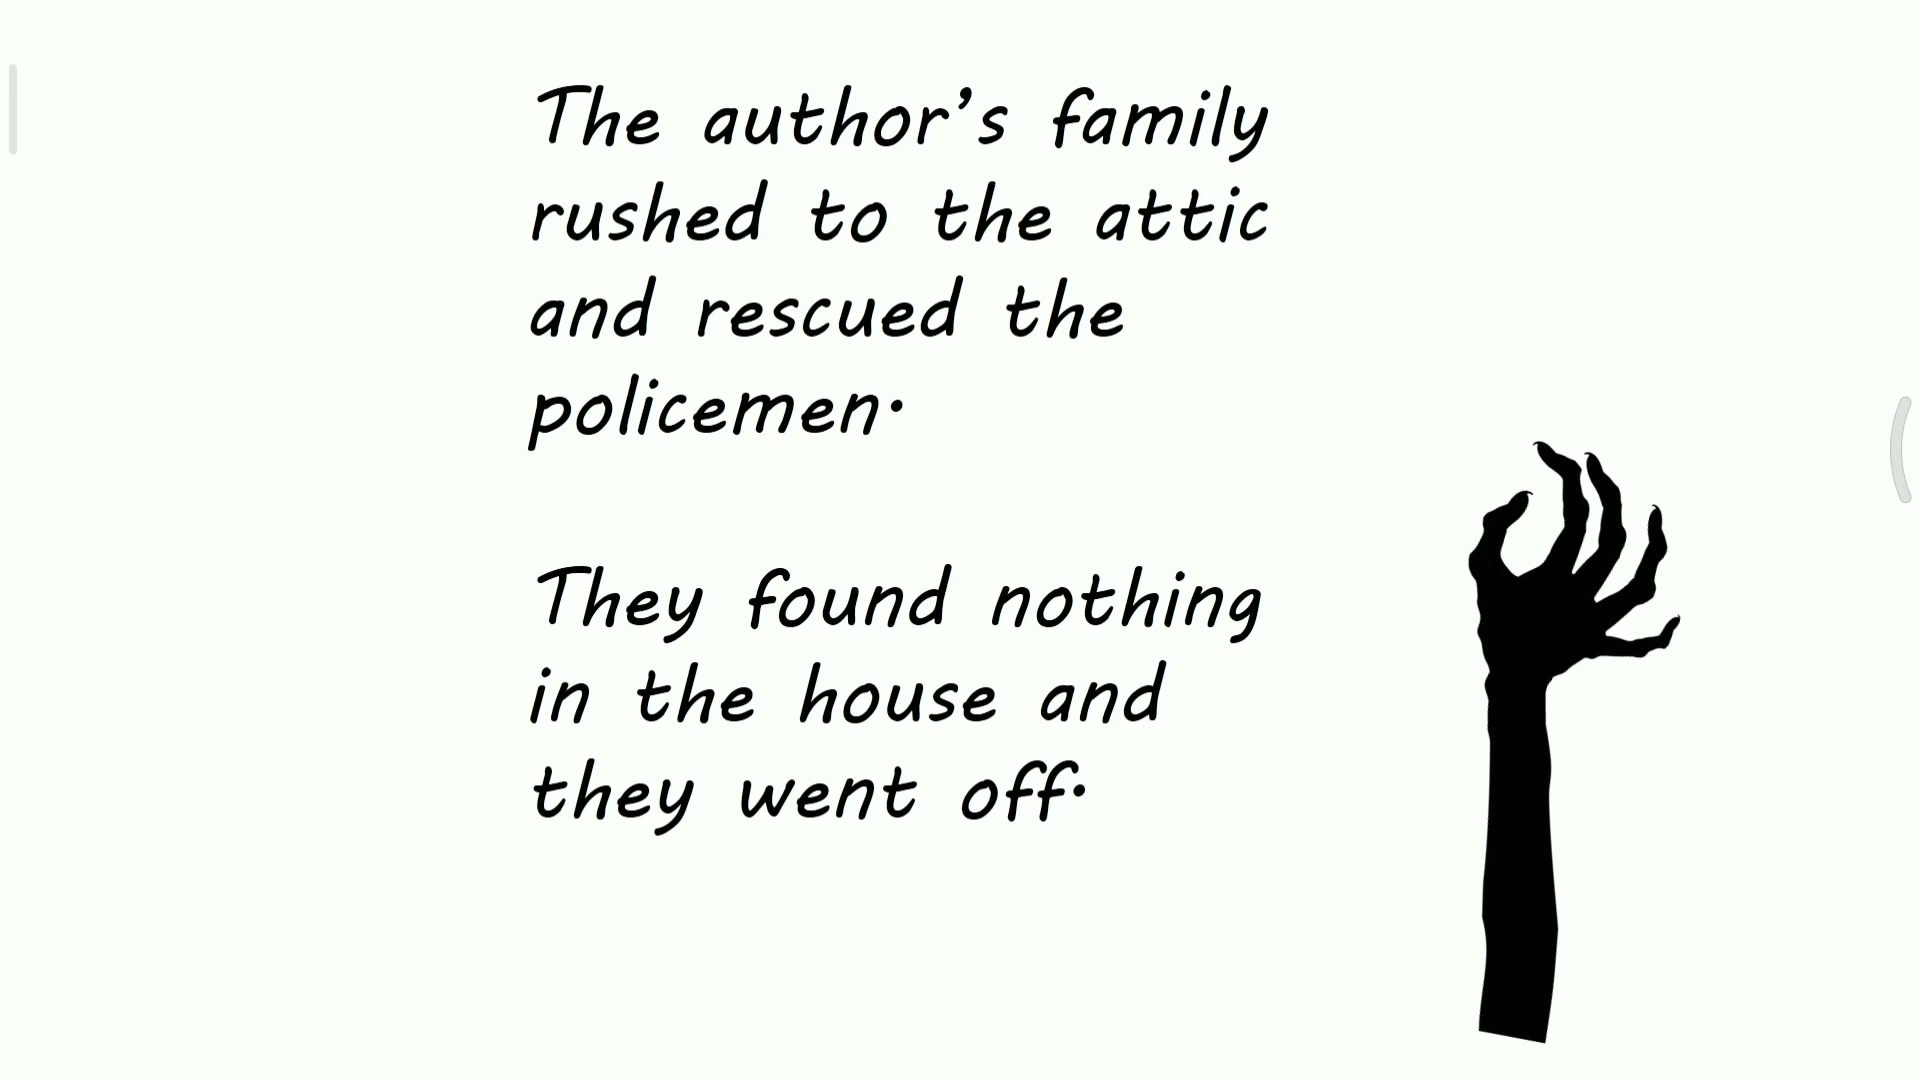 The author’s family
rushed to the attic
and rescued the
policemen.
They found nothing
in the house and
they went off.